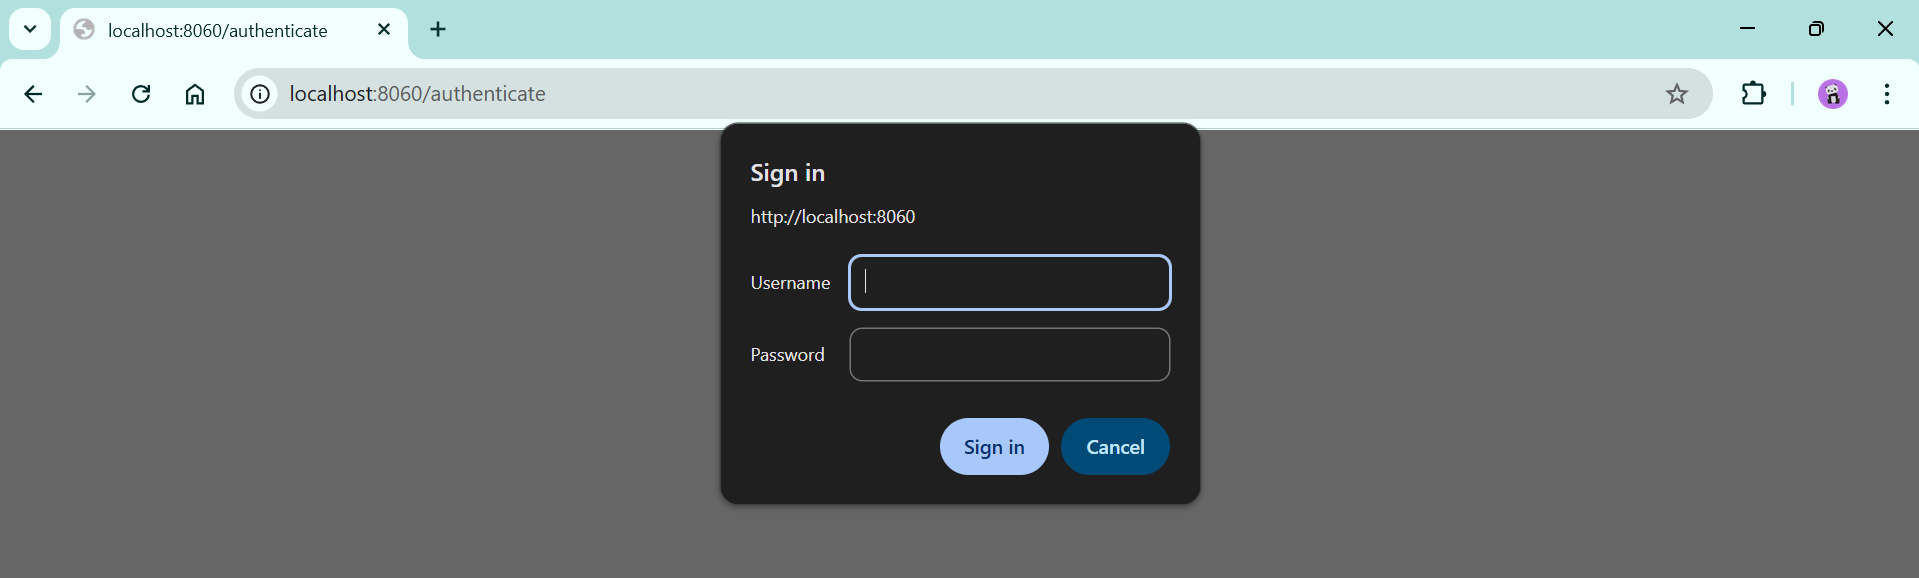 localhost:8060/authenticate
localhost:8060/authenticate
Sign in
http://localhost:8060
Username
Password
Sign in Cancel